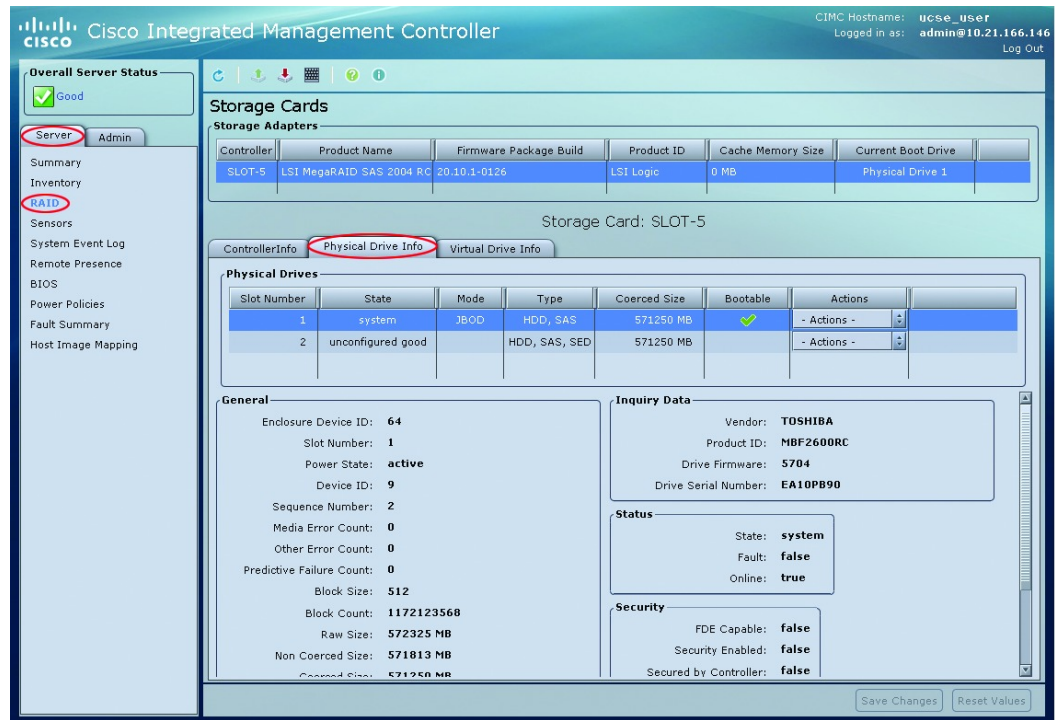 CISCO Cisco Integrated Management Controller
CIMC Hostname: ucse_user
Logged in as: admin@10.21.166.146
Log Out
Overall Server Status
Good
Server Admin
Summary
Inventory
RAID
Sensors
System Event Log
Remote Presence
BIOS
Power Policies
Fault Summary
Host Image Mapping
Storage Cards
Storage Adapters
Controller Product Name Firmware Package Build Product ID Cache Memory Size Current Boot Drive
SLOT-5 LSI MegaRAID SAS 2004 RC 20.10.1-0126 LSI Logic 0 MB Physical Drive 1
Storage Card: SLOT-5
ControllerInfo Physical Drive Info Virtual Drive Info
Physical Drives
Slot Number State Mode Type Coerced Size Bootable Actions
1 system JBOD HDD, SAS 571250 MB - Actions -
2 unconfigured good HDD, SAS, SED 571250 MB - Actions -
General
Enclosure Device ID: 64
Slot Number: 1
Power State: active
Device ID: 9
Sequence Number: 2
Media Error Count: 0
Other Error Count: 0
Predictive Failure Count: 0
Block Size: 512
Block Count: 1172123568
Raw Size: 572325 MB
Non Coerced Size: 571813 MB
Coerced Size: 571250 MB
Inquiry Data
Vendor: TOSHIBA
Product ID: MBF2600RC
Drive Firmware: 5704
Drive Serial Number: EA10PB90
Status
State: system
Fault: false
Online: true
Security
FDE Capable: false
Security Enabled: false
Secured by Controller: false
Save Changes Reset Values